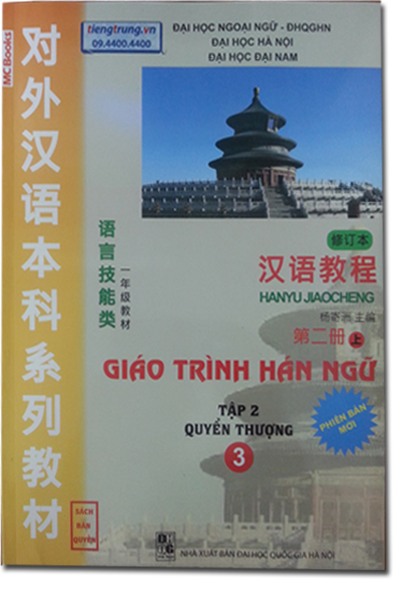 MCBooks
对外汉语本科系列教材
tiengtrung.vn
09.4400.4400
ĐẠI HỌC NGOẠI NGỮ - ĐHQGHN
ĐẠI HỌC HÀ NỘI
ĐẠI HỌC ĐẠI NAM
语言技能类
一年级教材
修订本
汉语教程
HANYU JIAOCHENG
杨寄洲 主编
第二册 上
GIÁO TRÌNH HÁN NGỮ
TẬP 2
QUYỂN THƯỢNG
3
PHIÊN BẢN
MỚI
SÁCH
BẢN
QUYỀN
NHÀ XUẤT BẢN ĐẠI HỌC QUỐC GIA HÀ NỘI